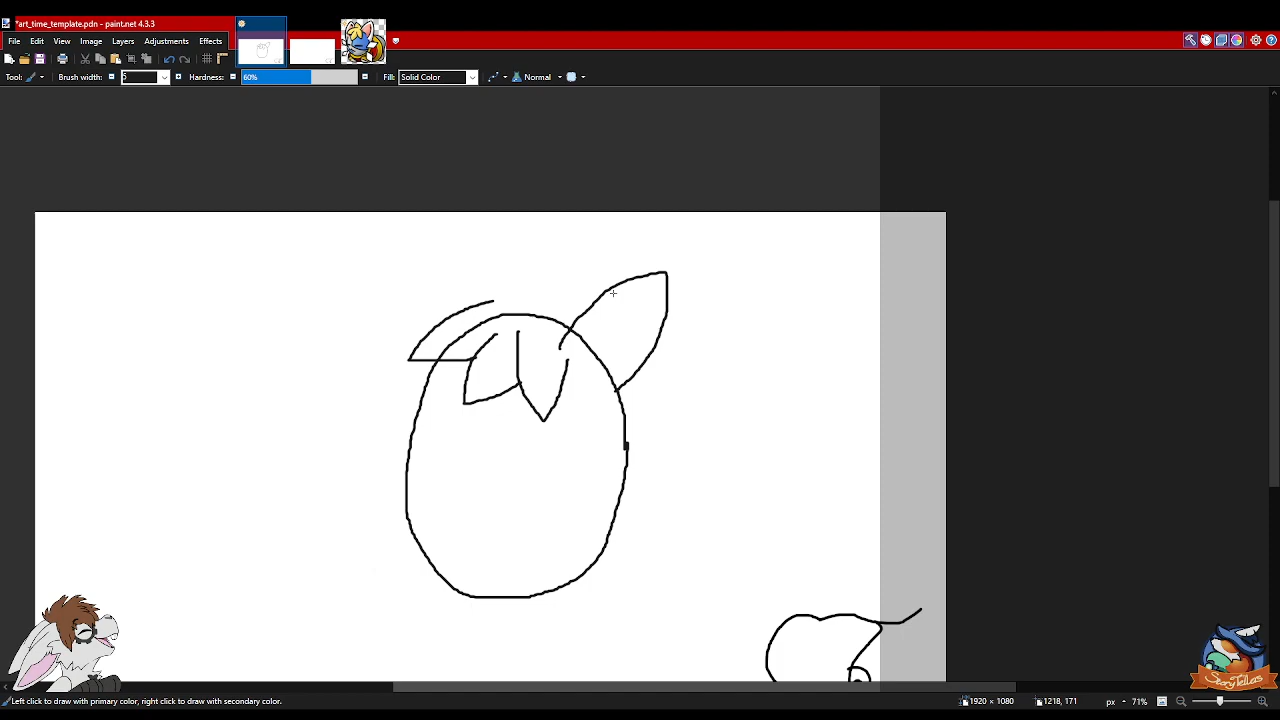 *art_time_template.pdn - paint.net 4.3.3
File Edit View Image Layers Adjustments Effects
Tool: Brush width: 5 Hardness: 60% Fill: Solid Color Normal
StoryTellas
Left click to draw with primary color, right click to draw with secondary color. 1920 × 1080 1218, 171 px 71%